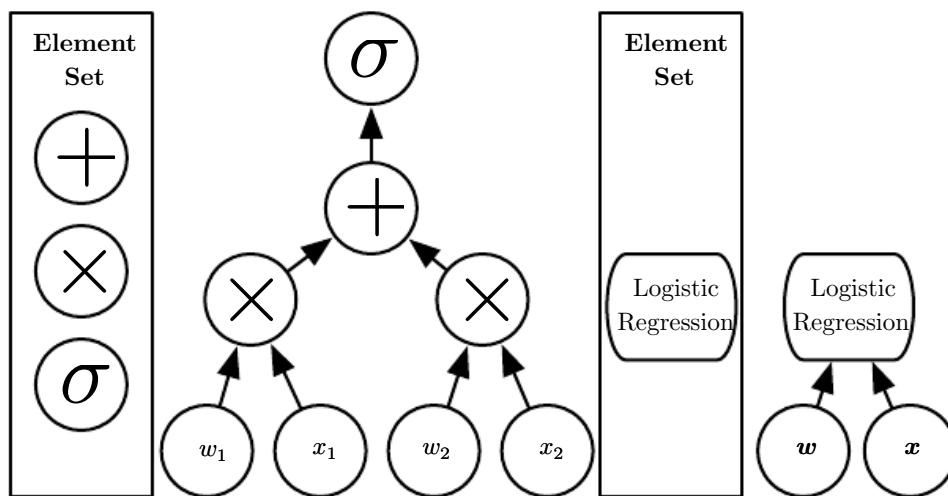 Element
Set
+
×
σ
σ
+
×
×
w₁
x₁
w₂
x₂
Element
Set
Logistic
Regression
Logistic
Regression
w
x